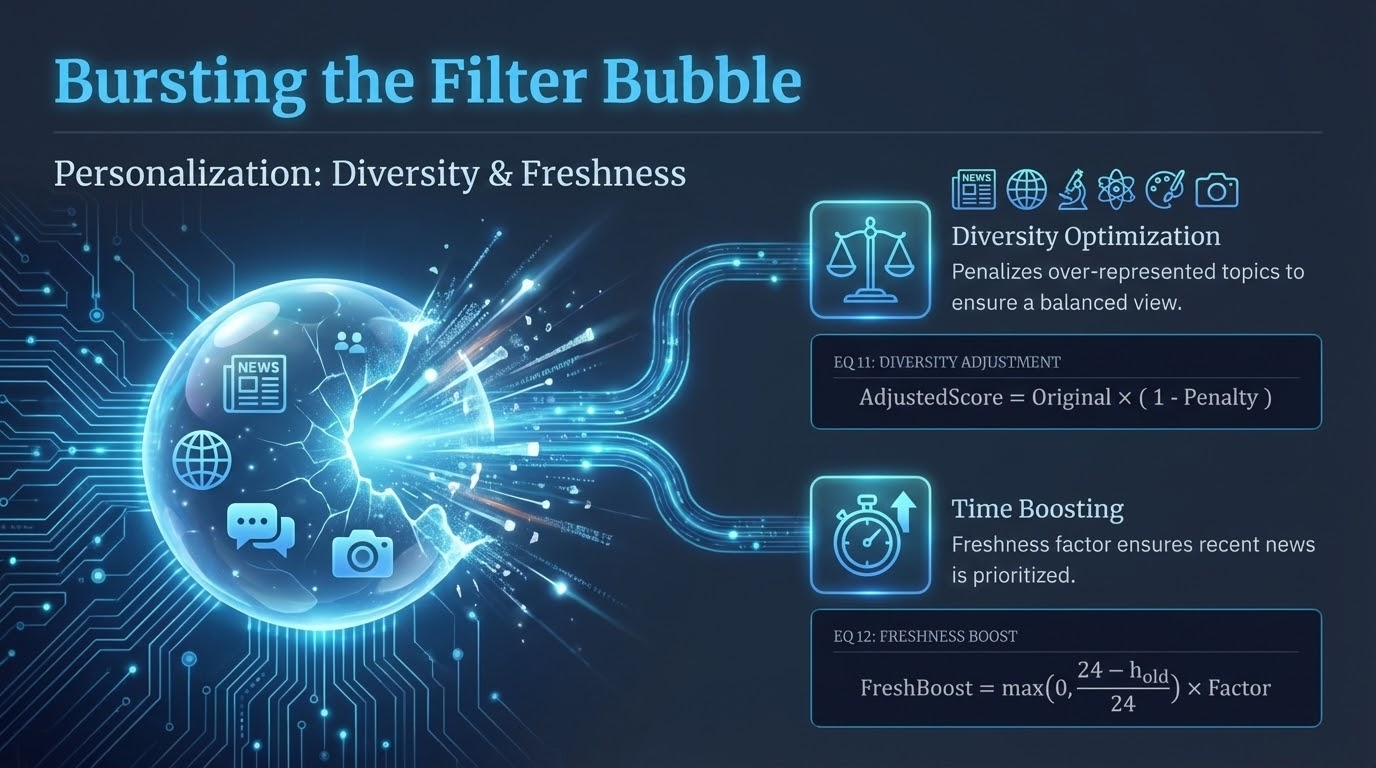 Bursting the Filter Bubble
Personalization: Diversity & Freshness
NEWS
NEWS
Diversity Optimization
Penalizes over-represented topics to
ensure a balanced view.
EQ 11: DIVERSITY ADJUSTMENT
AdjustedScore = Original × ( 1 - Penalty )
Time Boosting
Freshness factor ensures recent news
is prioritized.
EQ 12: FRESHNESS BOOST
FreshBoost = max(0, (24 − h_old)/24) × Factor